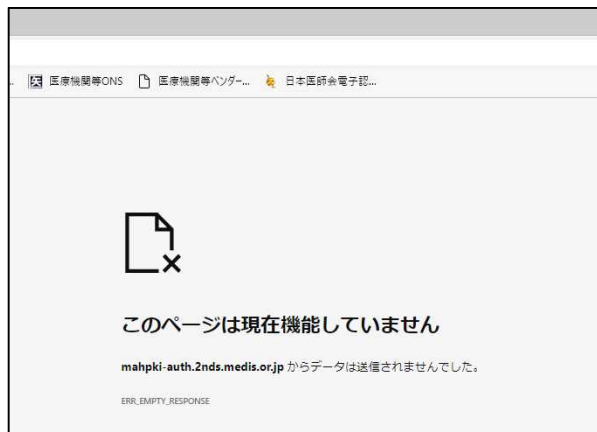 医療機関等ONS 医療機関等ベンダー... 日本医師会電子認...
このページは現在機能していません
mahpki-auth.2nds.medis.or.jp からデータは送信されませんでした。
ERR_EMPTY_RESPONSE